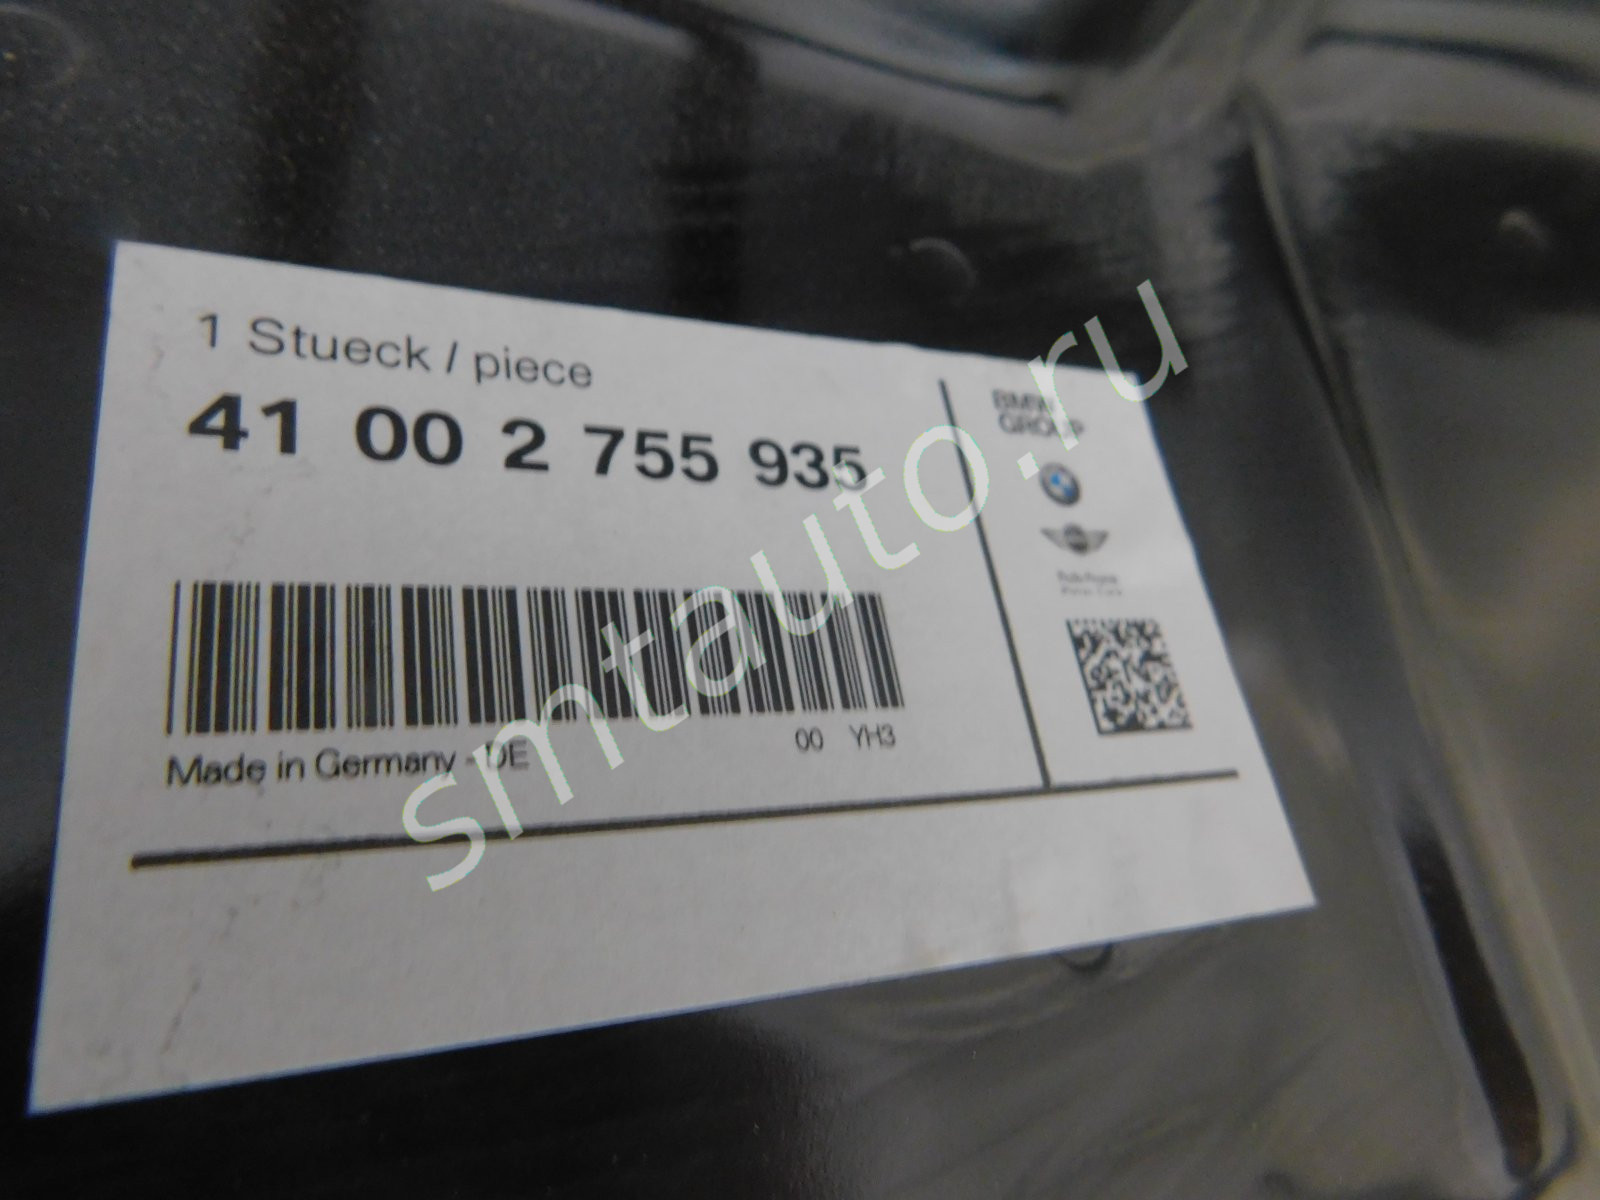 1 Stueck / piece
41 00 2 755 935
BMW
GROUP
Made in Germany - DE
00 YH3
smtauto.ru